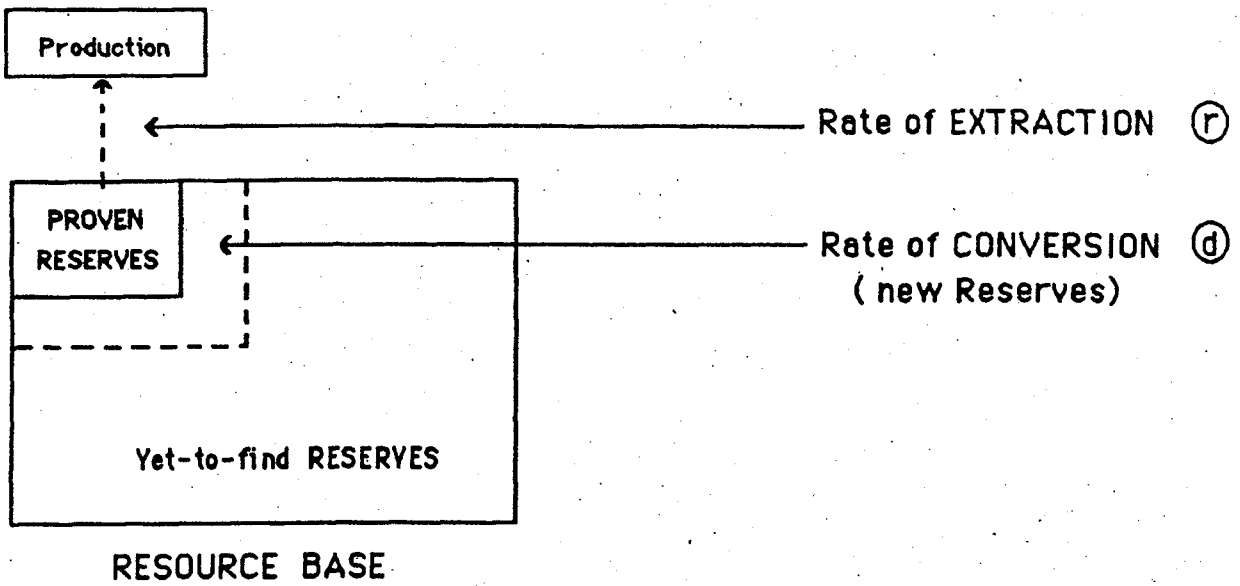 Production
Rate of EXTRACTION r
PROVEN
RESERVES
Rate of CONVERSION d
( new Reserves)
Yet-to-find RESERVES
RESOURCE BASE